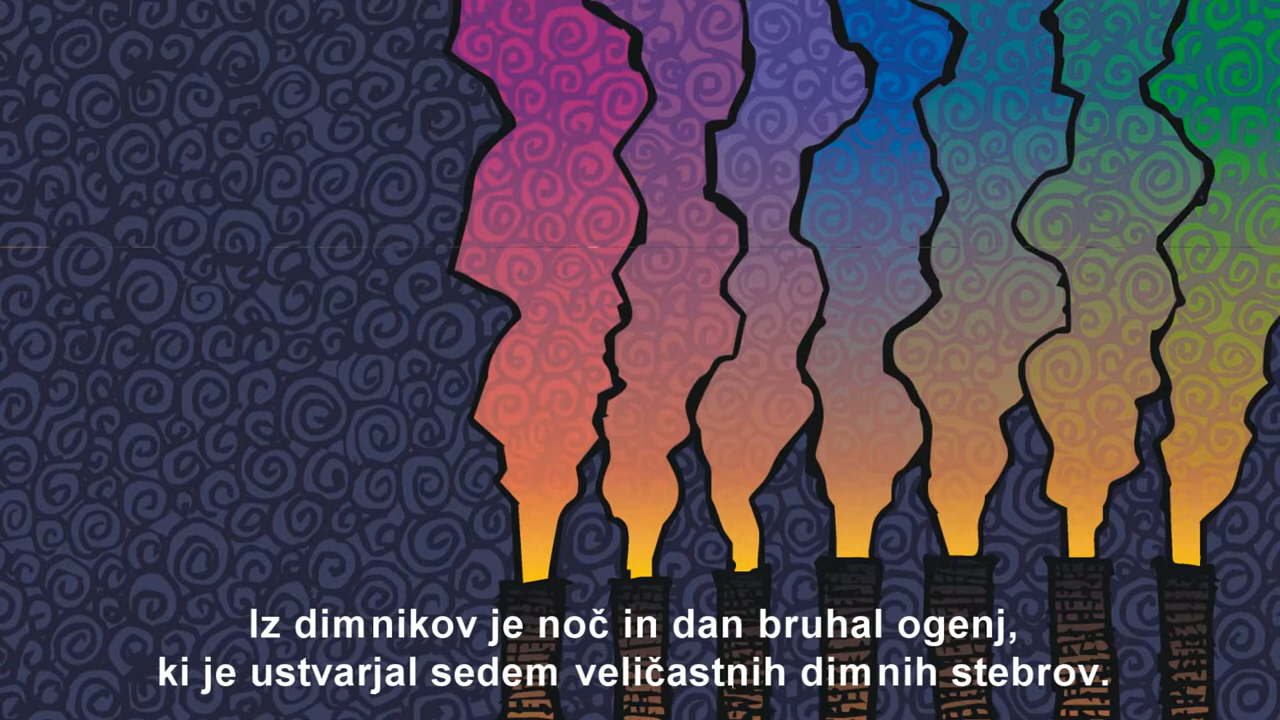 Iz dimnikov je noč in dan bruhal ogenj,
ki je ustvarjal sedem veličastnih dimnih stebrov.